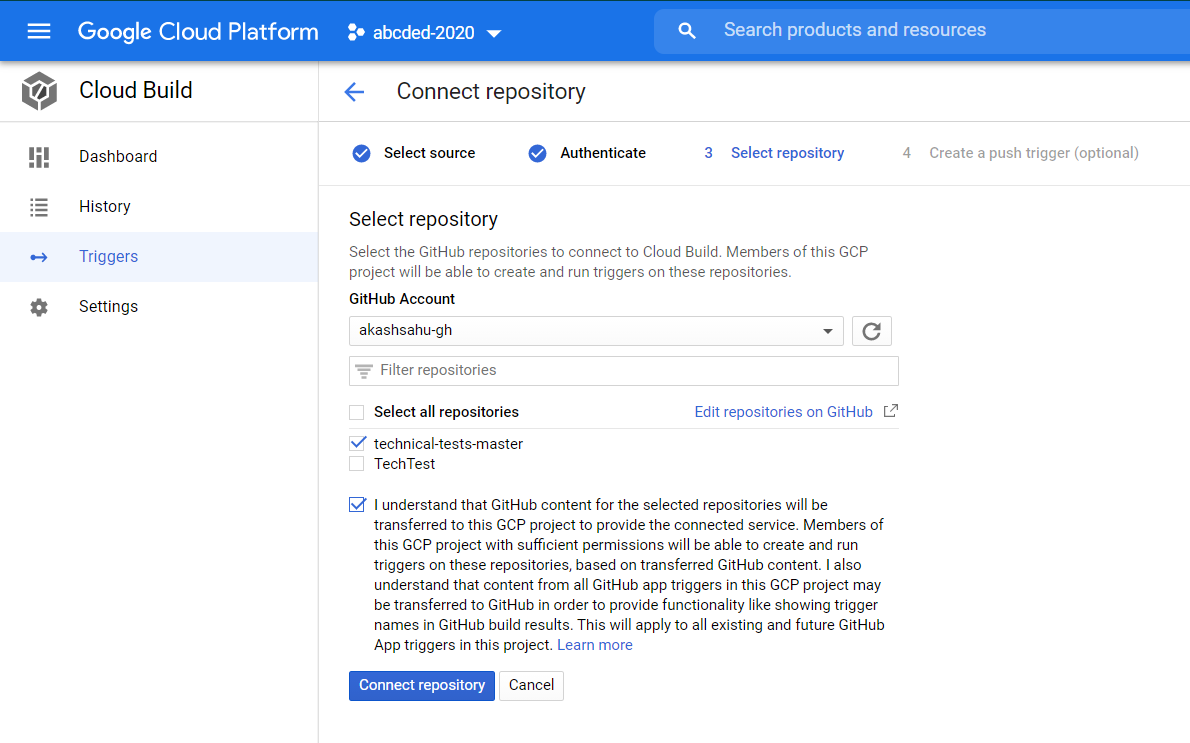 Google Cloud Platform
abcded-2020
Search products and resources
Cloud Build
Connect repository
Dashboard
History
Triggers
Settings
Select source
Authenticate
3 Select repository
4 Create a push trigger (optional)
Select repository
Select the GitHub repositories to connect to Cloud Build. Members of this GCP
project will be able to create and run triggers on these repositories.
GitHub Account
akashsahu-gh
Filter repositories
Select all repositories
Edit repositories on GitHub
technical-tests-master
TechTest
I understand that GitHub content for the selected repositories will be
transferred to this GCP project to provide the connected service. Members of
this GCP project with sufficient permissions will be able to create and run
triggers on these repositories, based on transferred GitHub content. I also
understand that content from all GitHub app triggers in this GCP project may
be transferred to GitHub in order to provide functionality like showing trigger
names in GitHub build results. This will apply to all existing and future GitHub
App triggers in this project. Learn more
Connect repository
Cancel